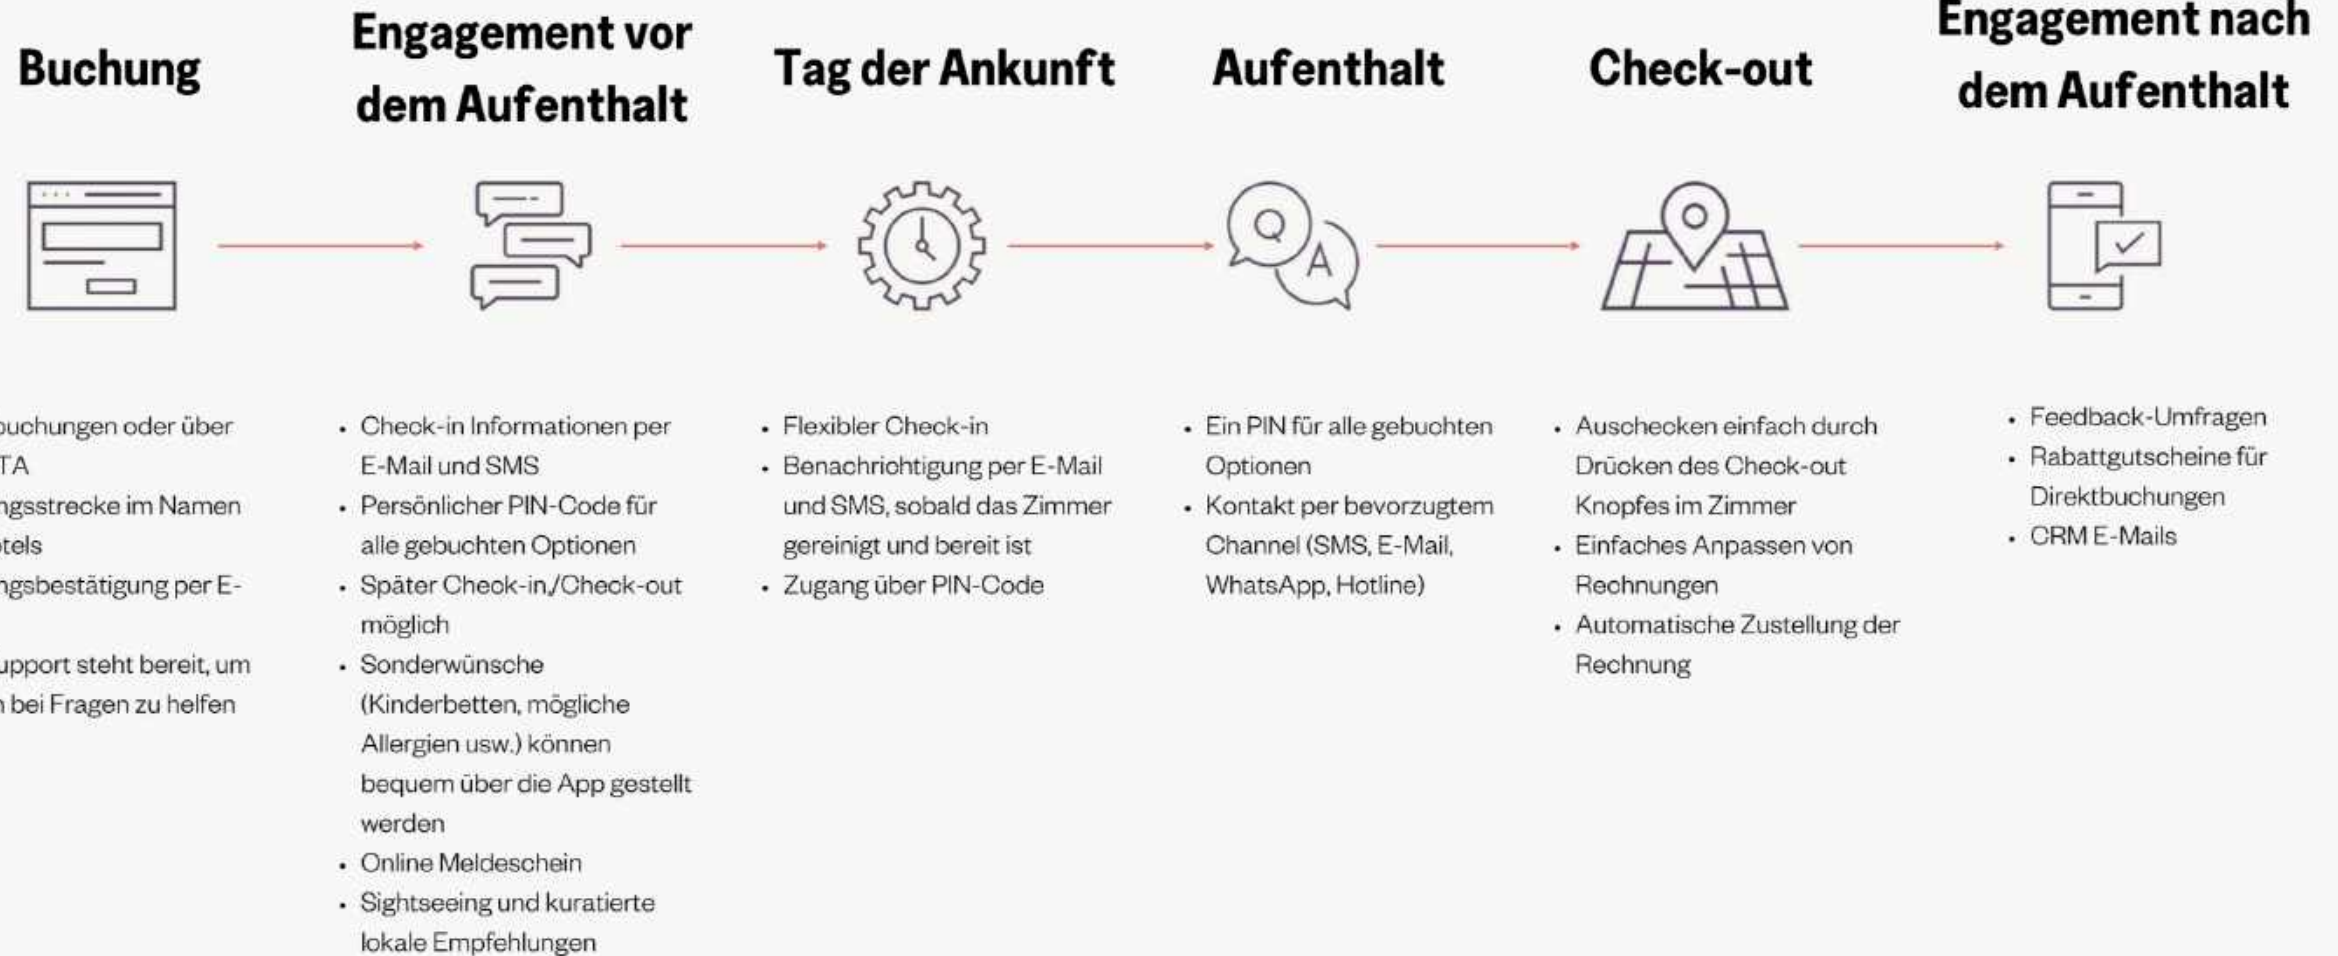 Buchung
Engagement vor
dem Aufenthalt
Tag der Ankunft
Aufenthalt
Check-out
Engagement nach
dem Aufenthalt
Q
A
oder über
im Namen
per E-
steht bereit, um
bei Fragen zu helfen
• Check-in Informationen per
E-Mail und SMS
• Persönlicher PIN-Code für
alle gebuchten Optionen
• Später Check-in/Check-out
möglich
• Sonderwünsche
(Kinderbetten, mögliche
Allergien usw.) können
bequem über die App gestellt
werden
• Online Meldeschein
• Sightseeing und kuratierte
lokale Empfehlungen
• Flexibler Check-in
• Benachrichtigung per E-Mail
und SMS, sobald das Zimmer
gereinigt und bereit ist
• Zugang über PIN-Code
• Ein PIN für alle gebuchten
Optionen
• Kontakt per bevorzugtem
Channel (SMS, E-Mail,
WhatsApp, Hotline)
• Auschecken einfach durch
Drücken des Check-out
Knopfes im Zimmer
• Einfaches Anpassen von
Rechnungen
• Automatische Zustellung der
Rechnung
• Feedback-Umfragen
• Rabattgutscheine für
Direktbuchungen
• CRM E-Mails